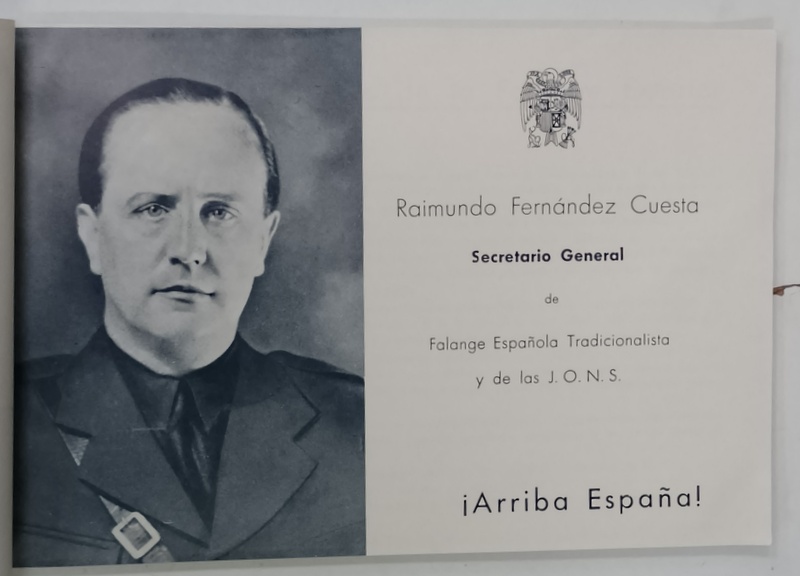 Raimundo Fernández Cuesta
Secretario General
de
Falange Española Tradicionalista
y de las J. O. N. S.
¡Arriba España!